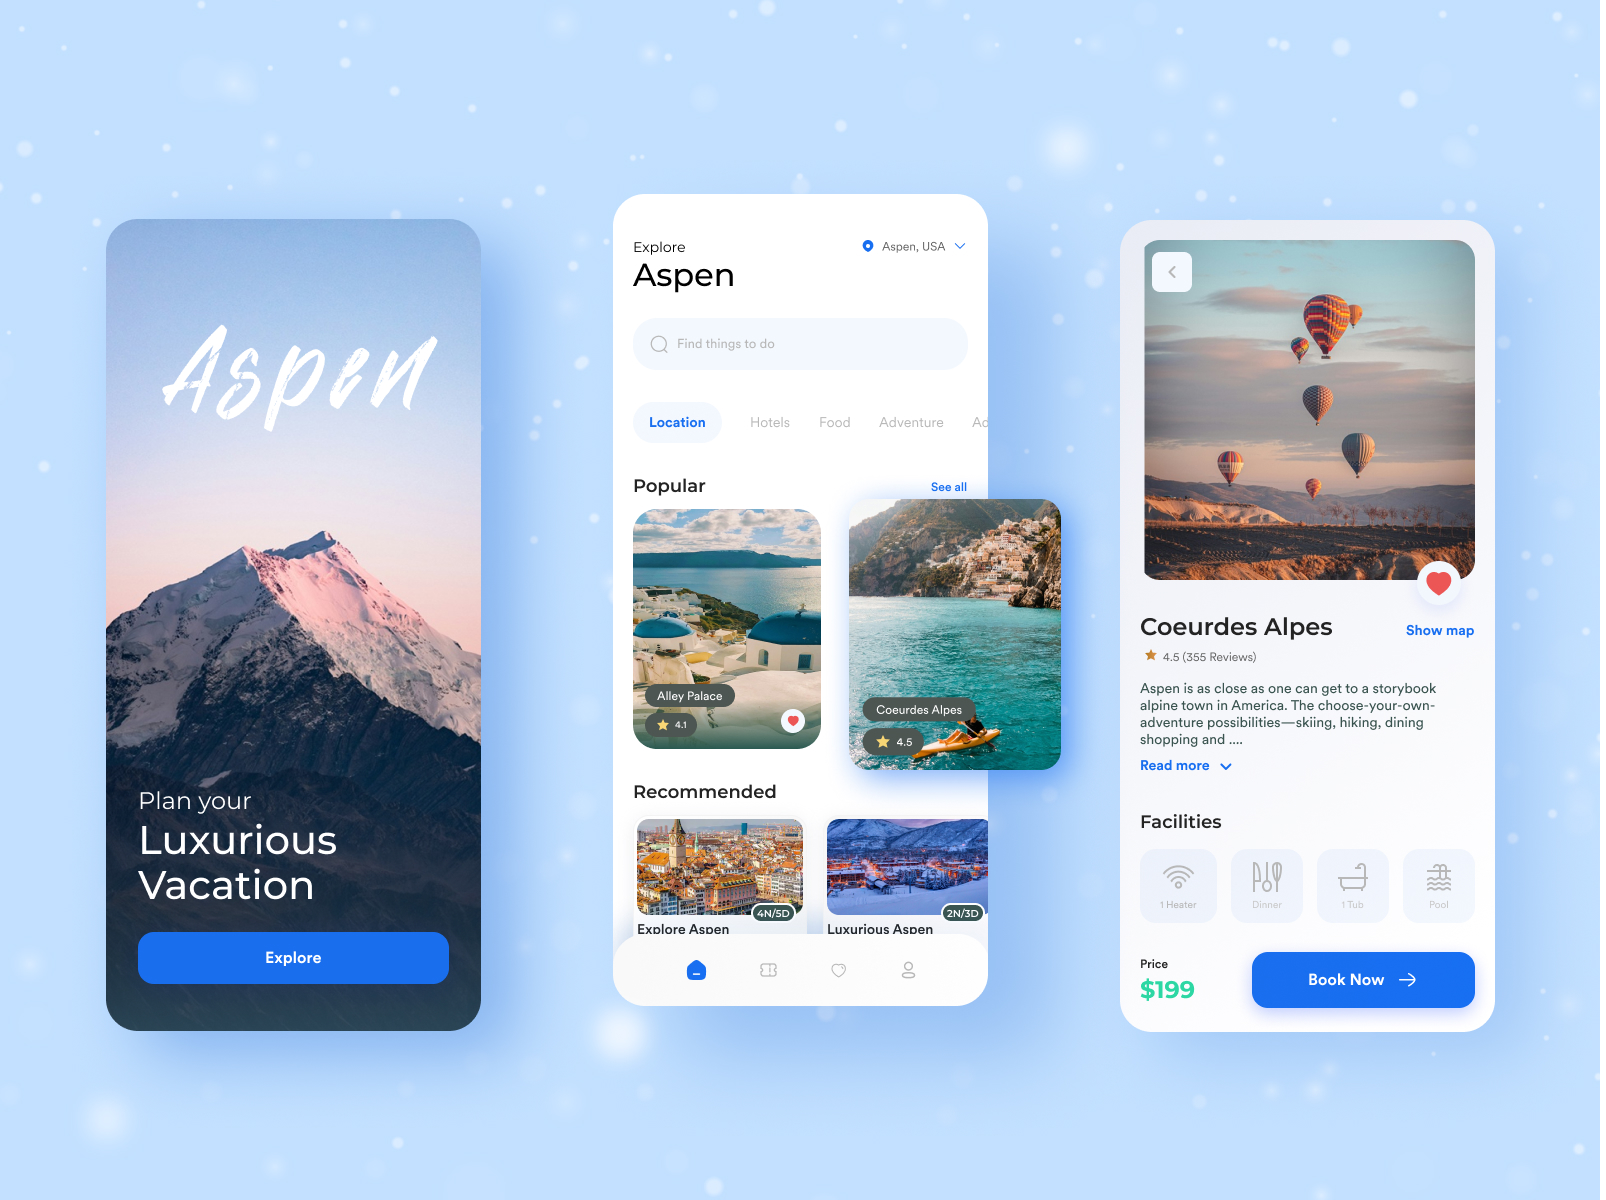 Aspen
Plan your
Luxurious
Vacation
Explore
Explore
Aspen, USA
Aspen
Find things to do
Location Hotels Food Adventure Ad
Popular
See all
Alley Palace
4.1
Coeurdes Alpes
4.5
Recommended
4N/5D
Explore Aspen
2N/3D
Luxurious Aspen
Coeurdes Alpes
Show map
4.5 (355 Reviews)
Aspen is as close as one can get to a storybook
alpine town in America. The choose-your-own-
adventure possibilities—skiing, hiking, dining
shopping and ....
Read more
Facilities
1 Heater Dinner 1 Tub Pool
Price
$199
Book Now